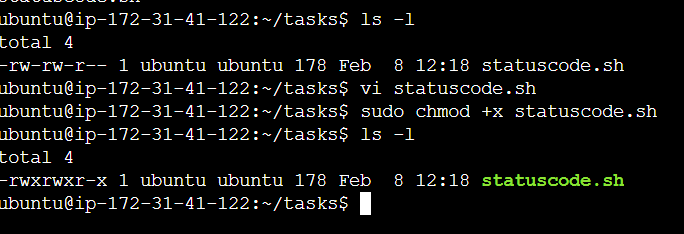 statuscode.sh
ubuntu@ip-172-31-41-122:~/tasks$ ls -l
total 4
-rw-rw-r-- 1 ubuntu ubuntu 178 Feb  8 12:18 statuscode.sh
ubuntu@ip-172-31-41-122:~/tasks$ vi statuscode.sh
ubuntu@ip-172-31-41-122:~/tasks$ sudo chmod +x statuscode.sh
ubuntu@ip-172-31-41-122:~/tasks$ ls -l
total 4
-rwxrwxr-x 1 ubuntu ubuntu 178 Feb  8 12:18 statuscode.sh
ubuntu@ip-172-31-41-122:~/tasks$